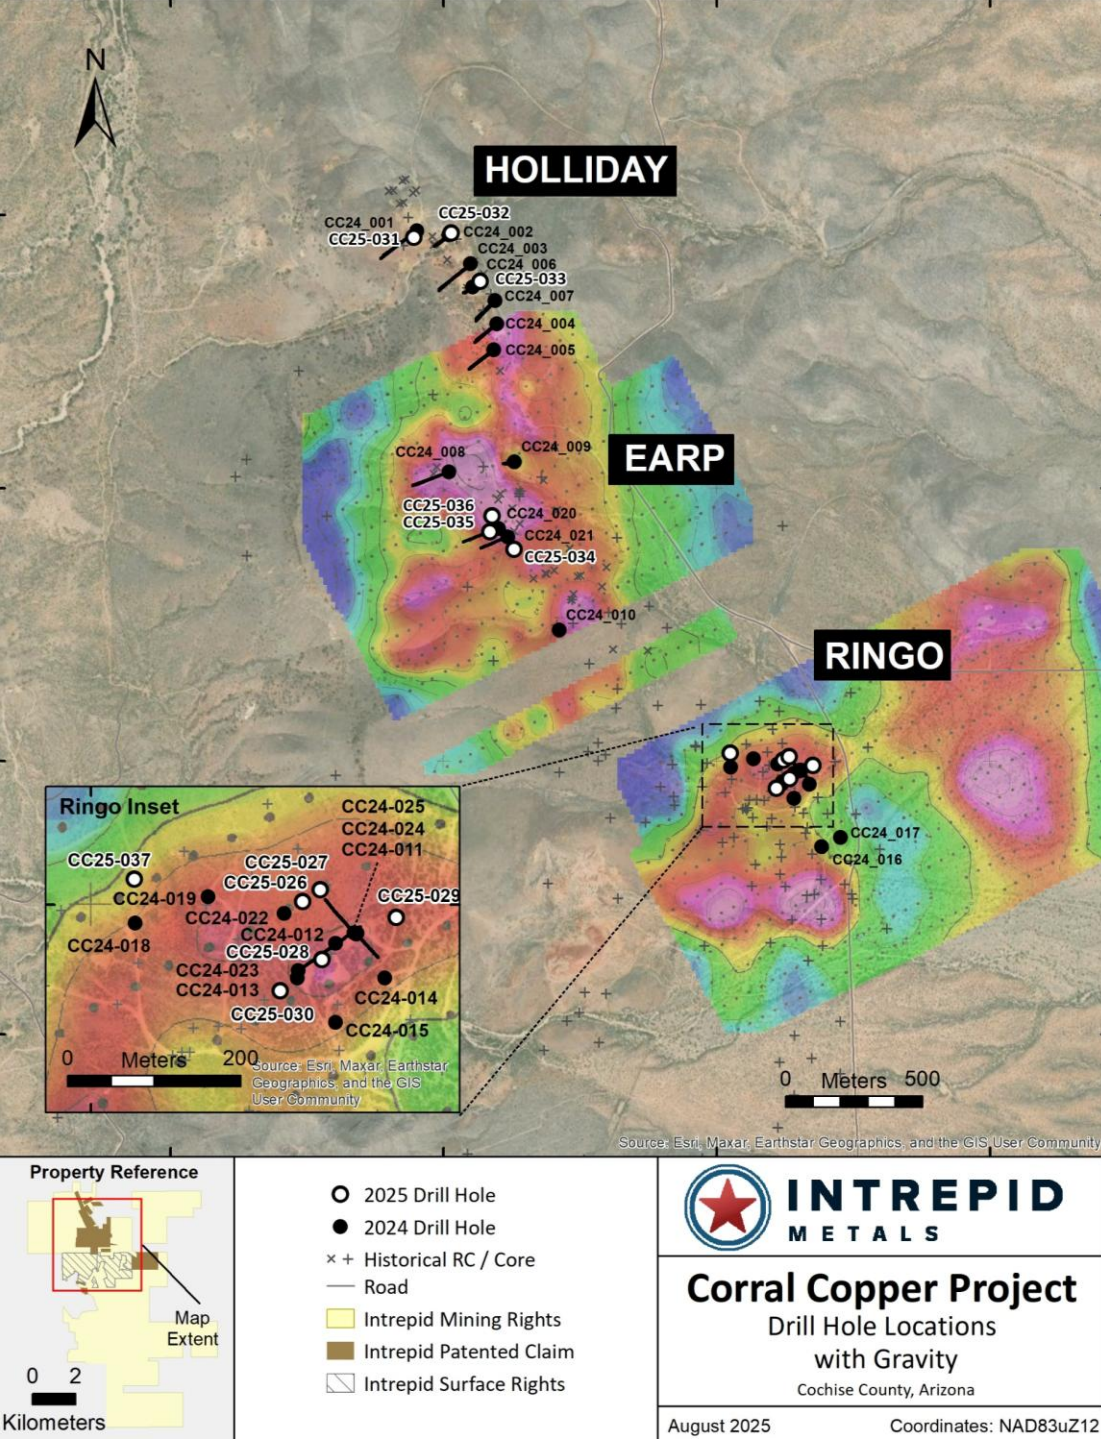 N
HOLLIDAY
CC24_001
CC25-032
CC25-031
CC24_002
CC24_003
CC24_006
CC25-033
CC24_007
CC24_004
CC24_005
EARP
CC24_009
CC24_008
CC25-036
CC24_020
CC25-035
CC24_021
CC25-034
CC24_010
RINGO
CC24_017
CC24_016
Ringo Inset
CC24-025
CC24-024
CC24-011
CC25-037
CC25-027
CC25-026
CC25-029
CC24-019
CC24-022
CC24-012
CC24-018
CC25-028
CC24-023
CC24-013
CC24-014
CC25-030
CC24-015
0 Meters 200
Source: Esri, Maxar, Earthstar
Geographics, and the GIS
User Community
0 Meters 500
Source: Esri, Maxar, Earthstar Geographics, and the GIS User Community
Property Reference
Map
Extent
0 2
Kilometers
2025 Drill Hole
2024 Drill Hole
Historical RC / Core
Road
Intrepid Mining Rights
Intrepid Patented Claim
Intrepid Surface Rights
INTREPID
METALS
Corral Copper Project
Drill Hole Locations
with Gravity
Cochise County, Arizona
August 2025 Coordinates: NAD83uZ12